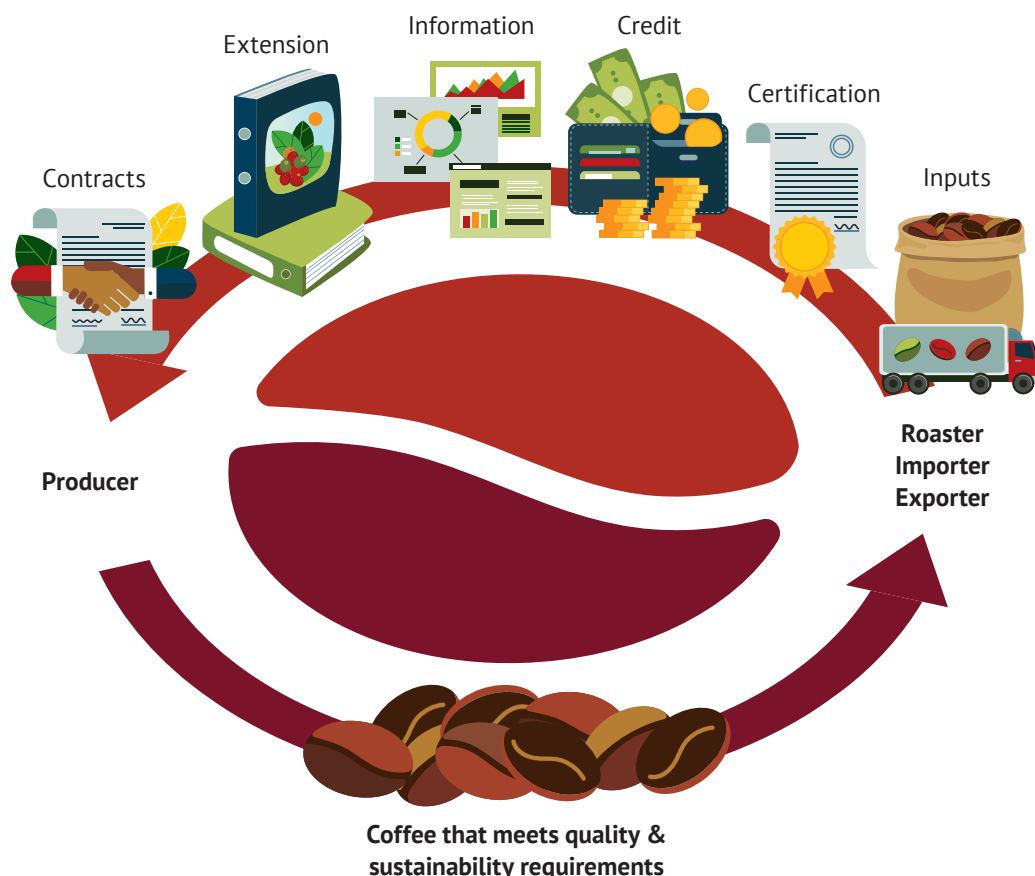 Information
Credit
Extension
Certification
Contracts
Inputs
Roaster
Importer
Exporter
Producer
Coffee that meets quality &
sustainability requirements